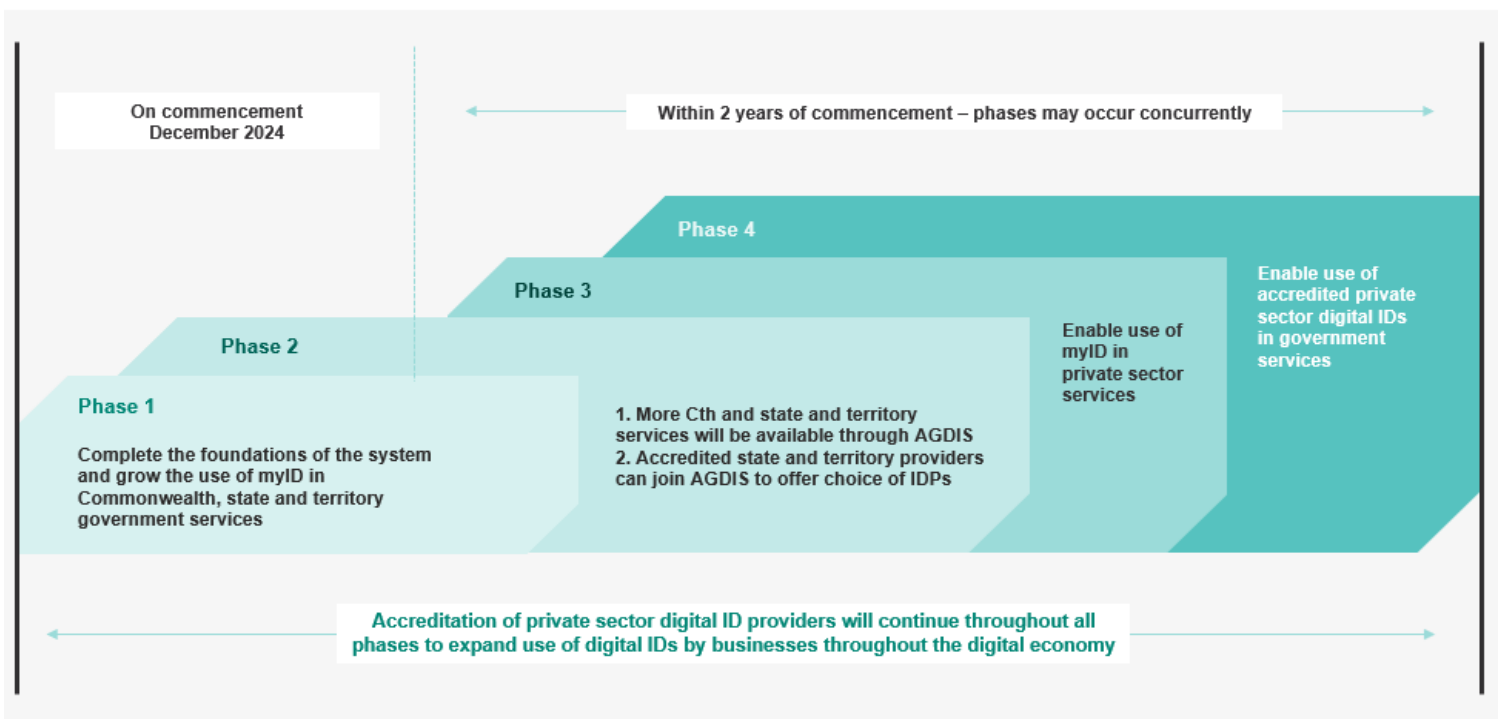 On commencement
December 2024
Within 2 years of commencement – phases may occur concurrently
Phase 4
Enable use of
accredited private
sector digital IDs
in government
services
Phase 3
Enable use of
myID in
private sector
services
Phase 2
1. More Cth and state and territory
services will be available through AGDIS
2. Accredited state and territory providers
can join AGDIS to offer choice of IDPs
Phase 1
Complete the foundations of the system
and grow the use of myID in
Commonwealth, state and territory
government services
Accreditation of private sector digital ID providers will continue throughout all
phases to expand use of digital IDs by businesses throughout the digital economy